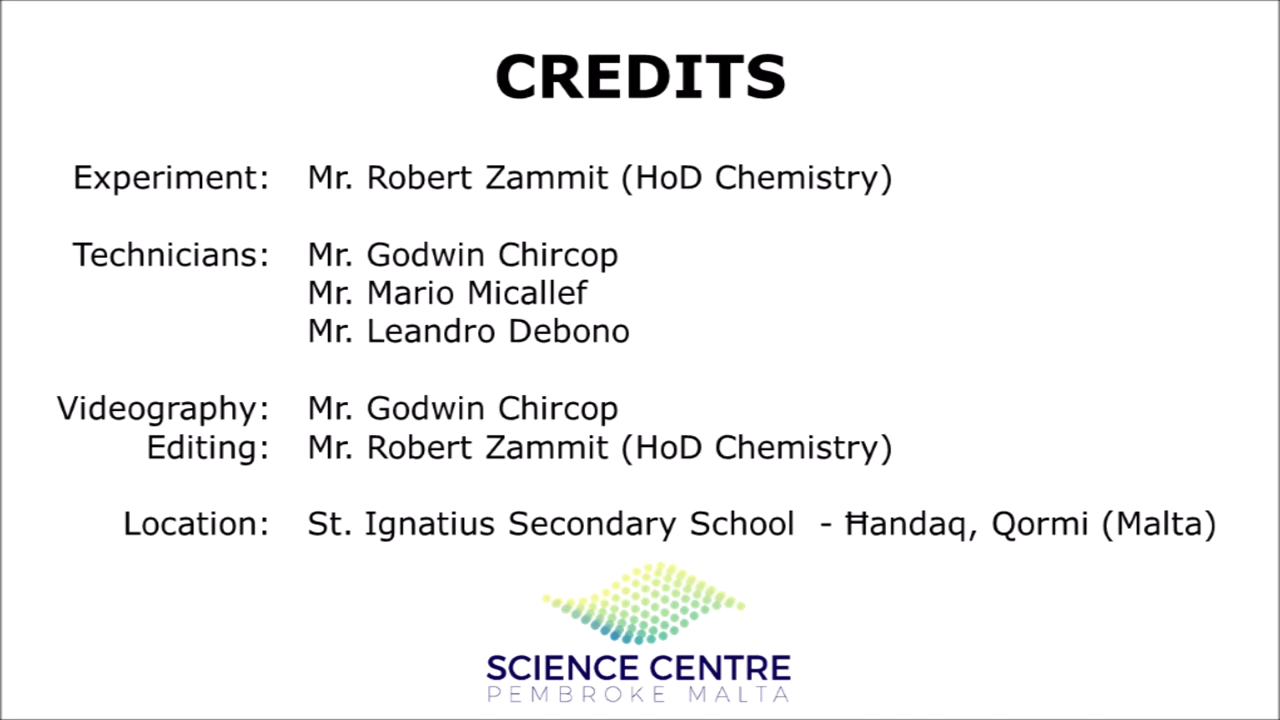 CREDITS
Experiment: Mr. Robert Zammit (HoD Chemistry)
Technicians: Mr. Godwin Chircop
Mr. Mario Micallef
Mr. Leandro Debono
Videography: Mr. Godwin Chircop
Editing: Mr. Robert Zammit (HoD Chemistry)
Location: St. Ignatius Secondary School - Ħandaq, Qormi (Malta)
SCIENCE CENTRE
PEMBROKE MALTA